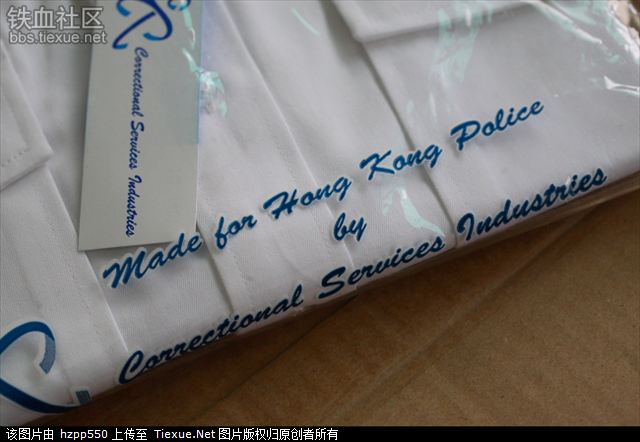 铁血社区
bbs.tiexue.net
Correctional Services Industries
Made for Hong Kong Police
by
Correctional Services Industries
该图片由 hzpp550 上传至 Tiexue.Net 图片版权归原创者所有